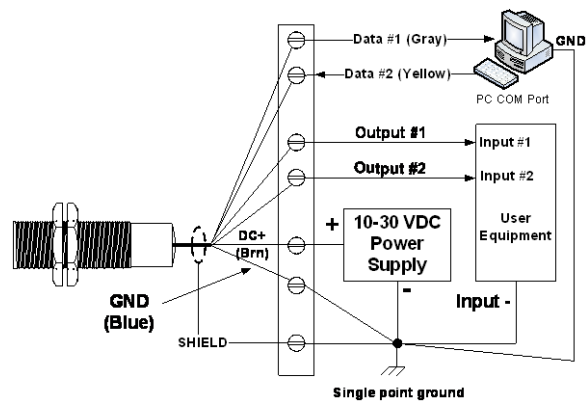 Data #1 (Gray)
GND
Data #2 (Yellow)
PC COM Port
Output #1
Input #1
Output #2
Input #2
User
Equipment
DC+
(Brn)
+
10-30 VDC
Power
Supply
-
Input -
GND
(Blue)
SHIELD
Single point ground